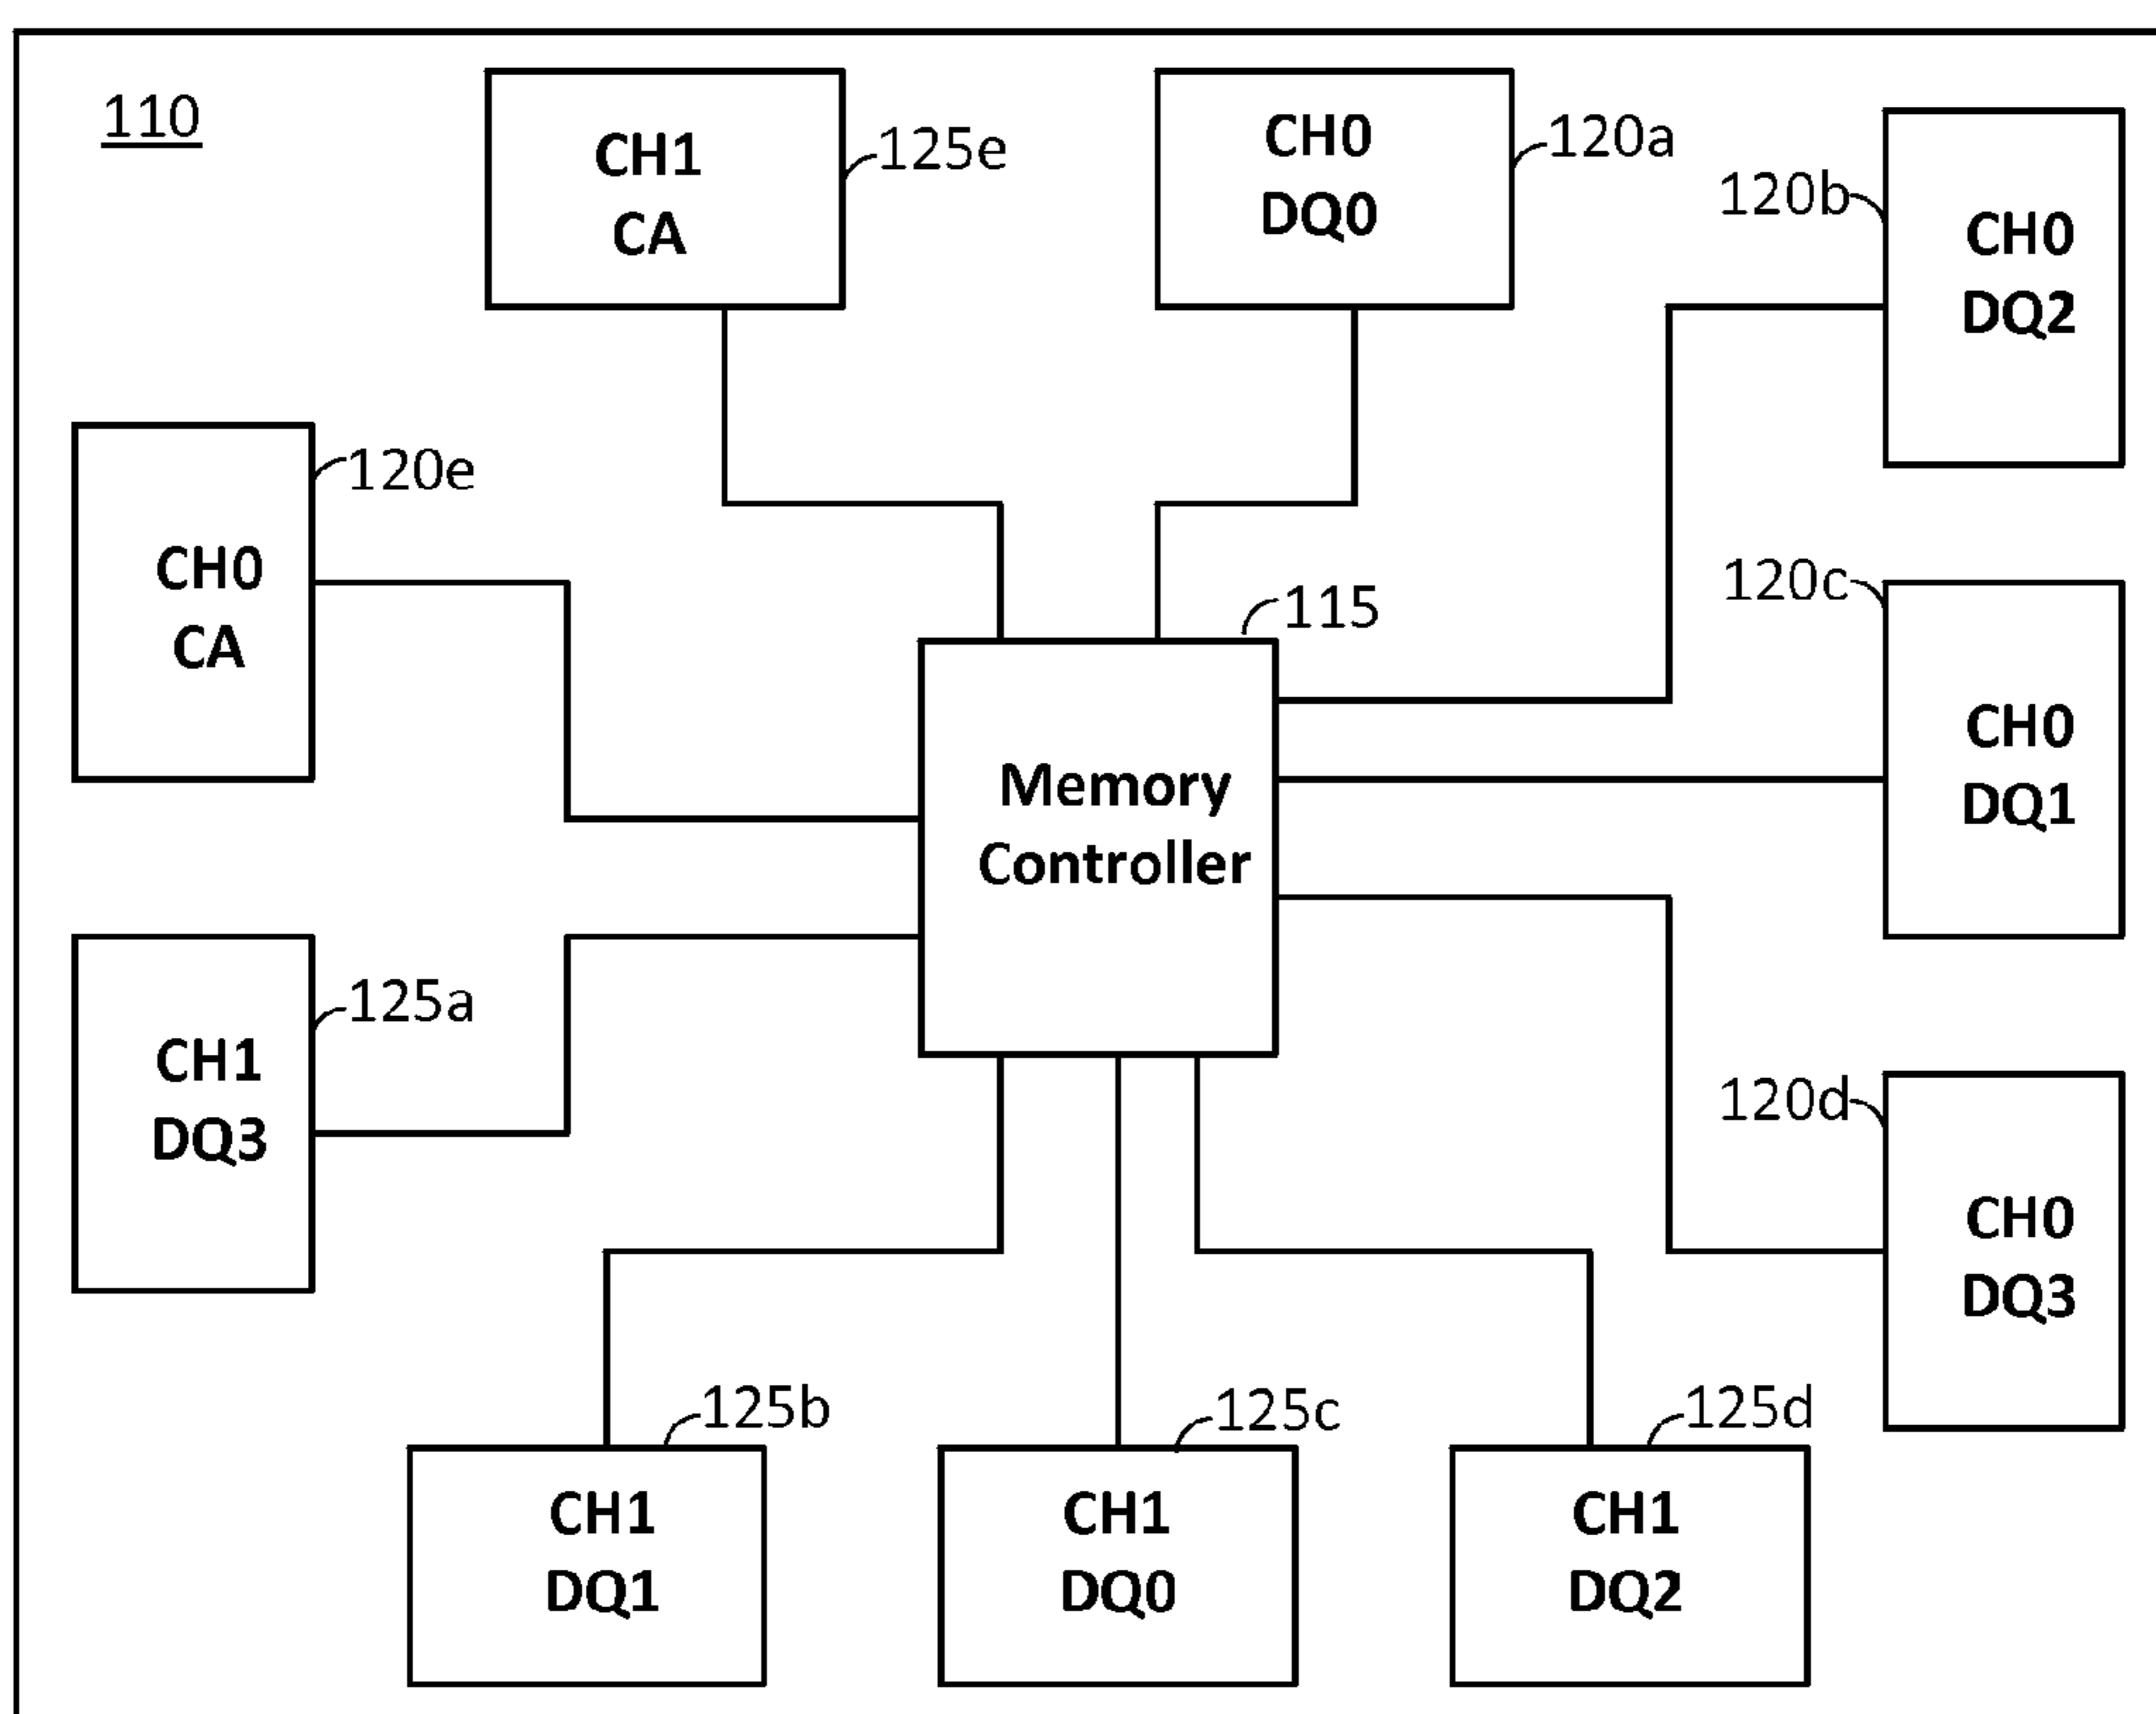 110
CH1
CA
125e
CH0
DQ0
120a
120b
CH0
DQ2
120e
CH0
CA
115
120c
CH0
DQ1
Memory
Controller
125a
CH1
DQ3
120d
CH0
DQ3
125b
CH1
DQ1
125c
CH1
DQ0
125d
CH1
DQ2